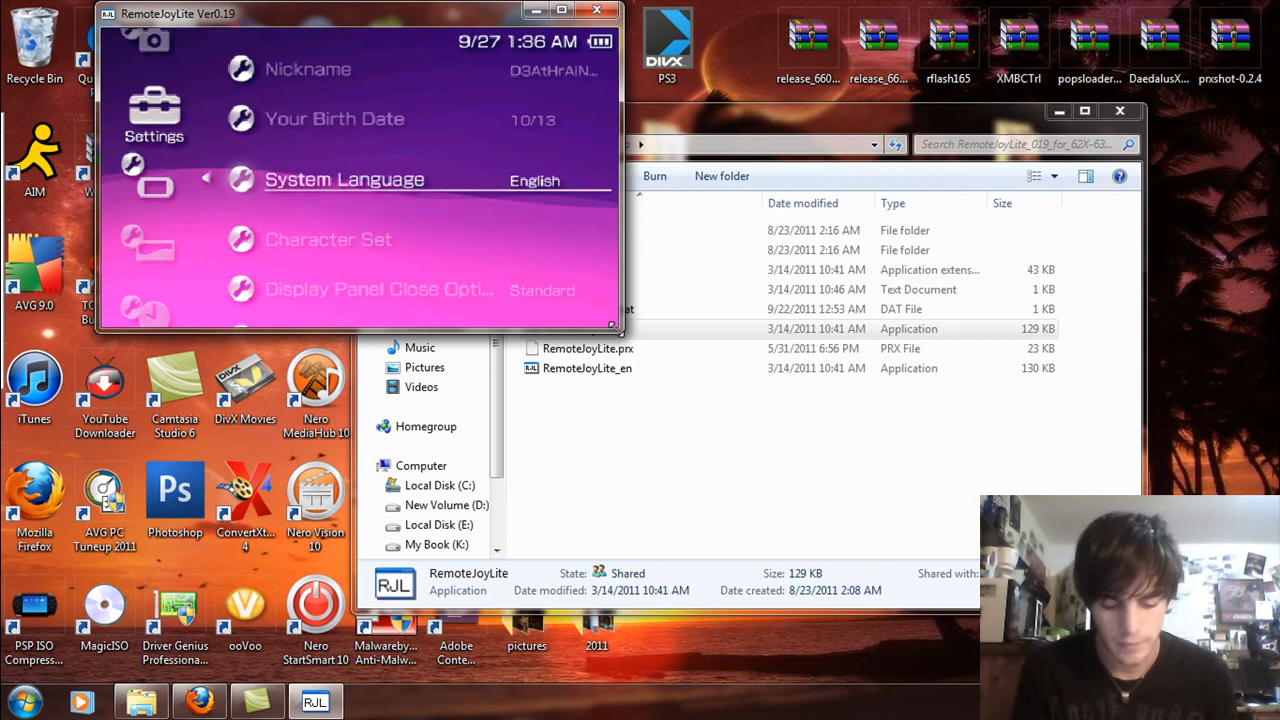 RemoteJoyLite Ver0.19
9/27 1:36 AM
Nickname D3AtHrAiN...
Settings
Your Birth Date 10/13
System Language English
Character Set
Display Panel Close Opti... Standard
Recycle Bin
AIM
AVG 9.0
PS3
DIVX
release_660...
release_66...
rflash165
XMBCTrl
popsloader...
DaedalusX...
prxshot-0.2.4
Search RemoteJoyLite_019_for_62X-63...
Burn New folder
Date modified Type Size
8/23/2011 2:16 AM File folder
8/23/2011 2:16 AM File folder
3/14/2011 10:41 AM Application extens... 43 KB
3/14/2011 10:46 AM Text Document 1 KB
9/22/2011 12:53 AM DAT File 1 KB
3/14/2011 10:41 AM Application 129 KB
RemoteJoyLite.prx 5/31/2011 6:56 PM PRX File 23 KB
RJL RemoteJoyLite_en 3/14/2011 10:41 AM Application 130 KB
Music
Pictures
Videos
Homegroup
Computer
Local Disk (C:)
New Volume (D:)
Local Disk (E:)
My Book (K:)
RJL
RemoteJoyLite
Application
State: Shared
Date modified: 3/14/2011 10:41 AM
Size: 129 KB
Date created: 8/23/2011 2:08 AM
Shared with:
iTunes
YouTube Downloader
Camtasia Studio 6
DivX Movies
Nero MediaHub 10
Mozilla Firefox
AVG PC Tuneup 2011
Ps
Photoshop
ConvertXt... 4
Nero Vision 10
PSP ISO Compress...
MagicISO
Driver Genius Professiona...
ooVoo
Nero StartSmart 10
Malwareby... Anti-Malw...
Adobe Conte...
pictures
2011
RJL